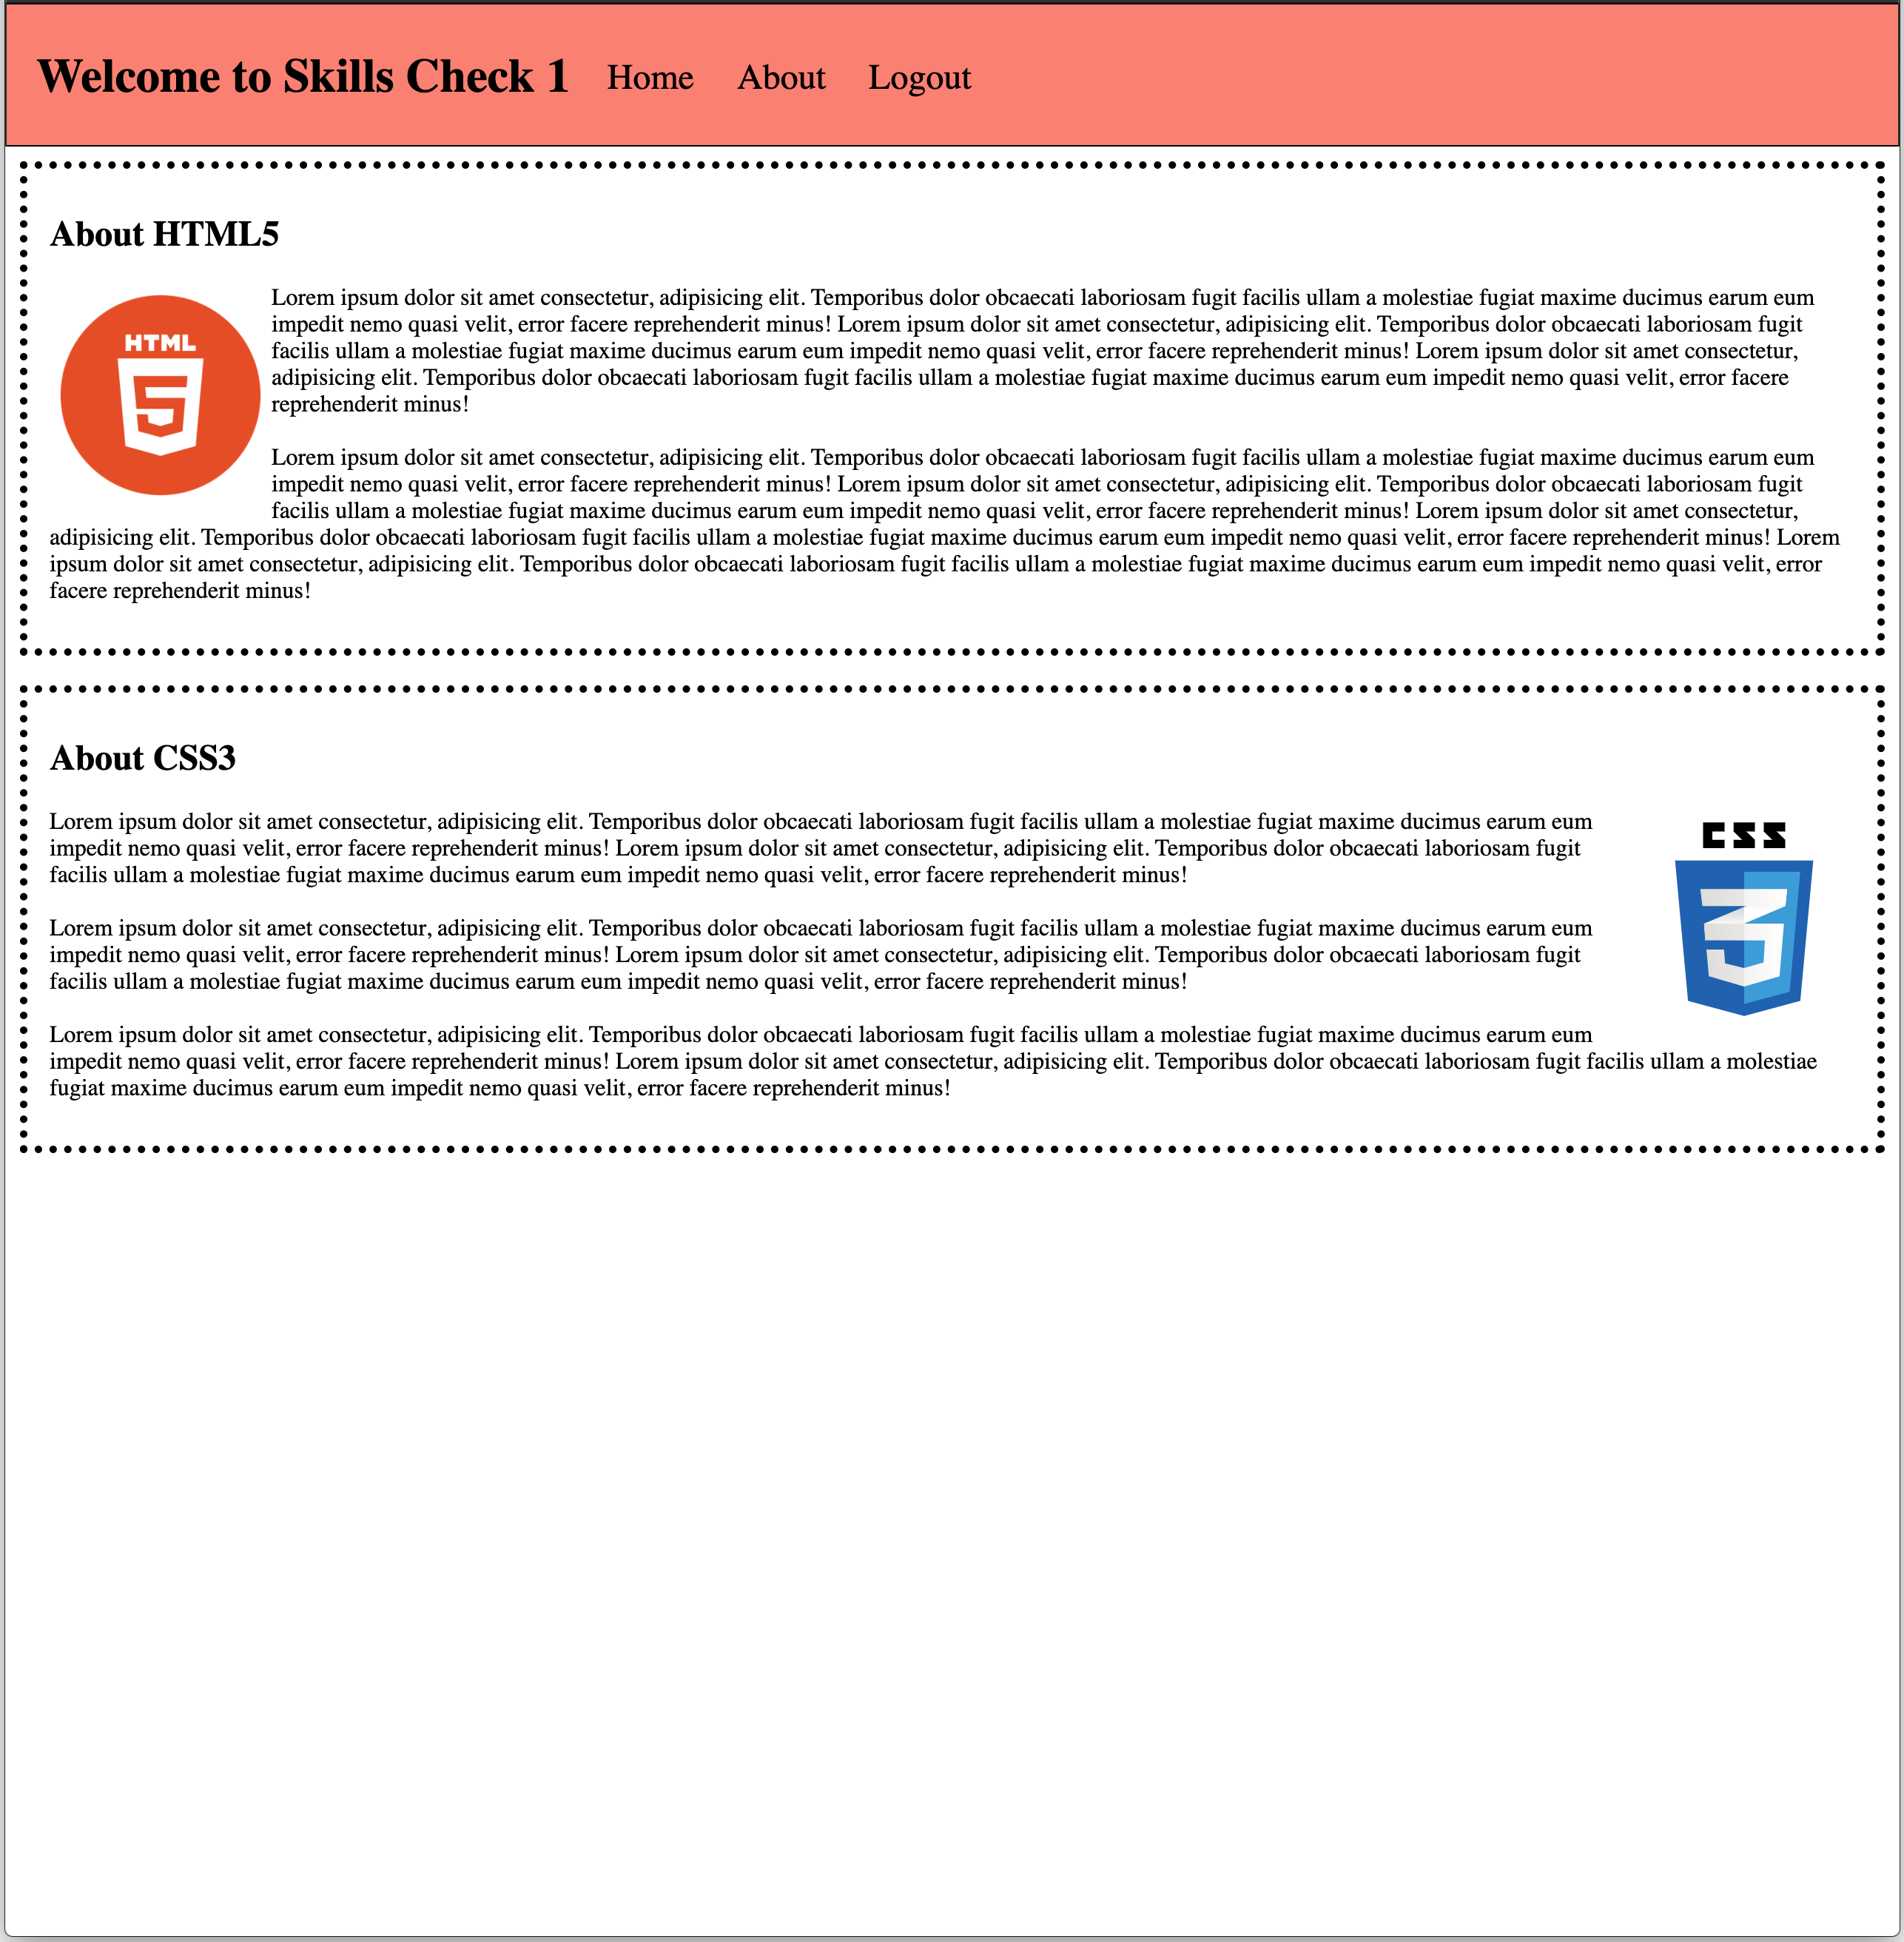 Welcome to Skills Check 1 Home About Logout
About HTML5
HTML
5
Lorem ipsum dolor sit amet consectetur, adipisicing elit. Temporibus dolor obcaecati laboriosam fugit facilis ullam a molestiae fugiat maxime ducimus earum eum
impedit nemo quasi velit, error facere reprehenderit minus! Lorem ipsum dolor sit amet consectetur, adipisicing elit. Temporibus dolor obcaecati laboriosam fugit
facilis ullam a molestiae fugiat maxime ducimus earum eum impedit nemo quasi velit, error facere reprehenderit minus! Lorem ipsum dolor sit amet consectetur,
adipisicing elit. Temporibus dolor obcaecati laboriosam fugit facilis ullam a molestiae fugiat maxime ducimus earum eum impedit nemo quasi velit, error facere
reprehenderit minus!
Lorem ipsum dolor sit amet consectetur, adipisicing elit. Temporibus dolor obcaecati laboriosam fugit facilis ullam a molestiae fugiat maxime ducimus earum eum
impedit nemo quasi velit, error facere reprehenderit minus! Lorem ipsum dolor sit amet consectetur, adipisicing elit. Temporibus dolor obcaecati laboriosam fugit
facilis ullam a molestiae fugiat maxime ducimus earum eum impedit nemo quasi velit, error facere reprehenderit minus! Lorem ipsum dolor sit amet consectetur,
adipisicing elit. Temporibus dolor obcaecati laboriosam fugit facilis ullam a molestiae fugiat maxime ducimus earum eum impedit nemo quasi velit, error facere reprehenderit minus! Lorem
ipsum dolor sit amet consectetur, adipisicing elit. Temporibus dolor obcaecati laboriosam fugit facilis ullam a molestiae fugiat maxime ducimus earum eum impedit nemo quasi velit, error
facere reprehenderit minus!
About CSS3
Lorem ipsum dolor sit amet consectetur, adipisicing elit. Temporibus dolor obcaecati laboriosam fugit facilis ullam a molestiae fugiat maxime ducimus earum eum
impedit nemo quasi velit, error facere reprehenderit minus! Lorem ipsum dolor sit amet consectetur, adipisicing elit. Temporibus dolor obcaecati laboriosam fugit
facilis ullam a molestiae fugiat maxime ducimus earum eum impedit nemo quasi velit, error facere reprehenderit minus!
Lorem ipsum dolor sit amet consectetur, adipisicing elit. Temporibus dolor obcaecati laboriosam fugit facilis ullam a molestiae fugiat maxime ducimus earum eum
impedit nemo quasi velit, error facere reprehenderit minus! Lorem ipsum dolor sit amet consectetur, adipisicing elit. Temporibus dolor obcaecati laboriosam fugit
facilis ullam a molestiae fugiat maxime ducimus earum eum impedit nemo quasi velit, error facere reprehenderit minus!
Lorem ipsum dolor sit amet consectetur, adipisicing elit. Temporibus dolor obcaecati laboriosam fugit facilis ullam a molestiae fugiat maxime ducimus earum eum
impedit nemo quasi velit, error facere reprehenderit minus! Lorem ipsum dolor sit amet consectetur, adipisicing elit. Temporibus dolor obcaecati laboriosam fugit facilis ullam a molestiae
fugiat maxime ducimus earum eum impedit nemo quasi velit, error facere reprehenderit minus!
CSS
3